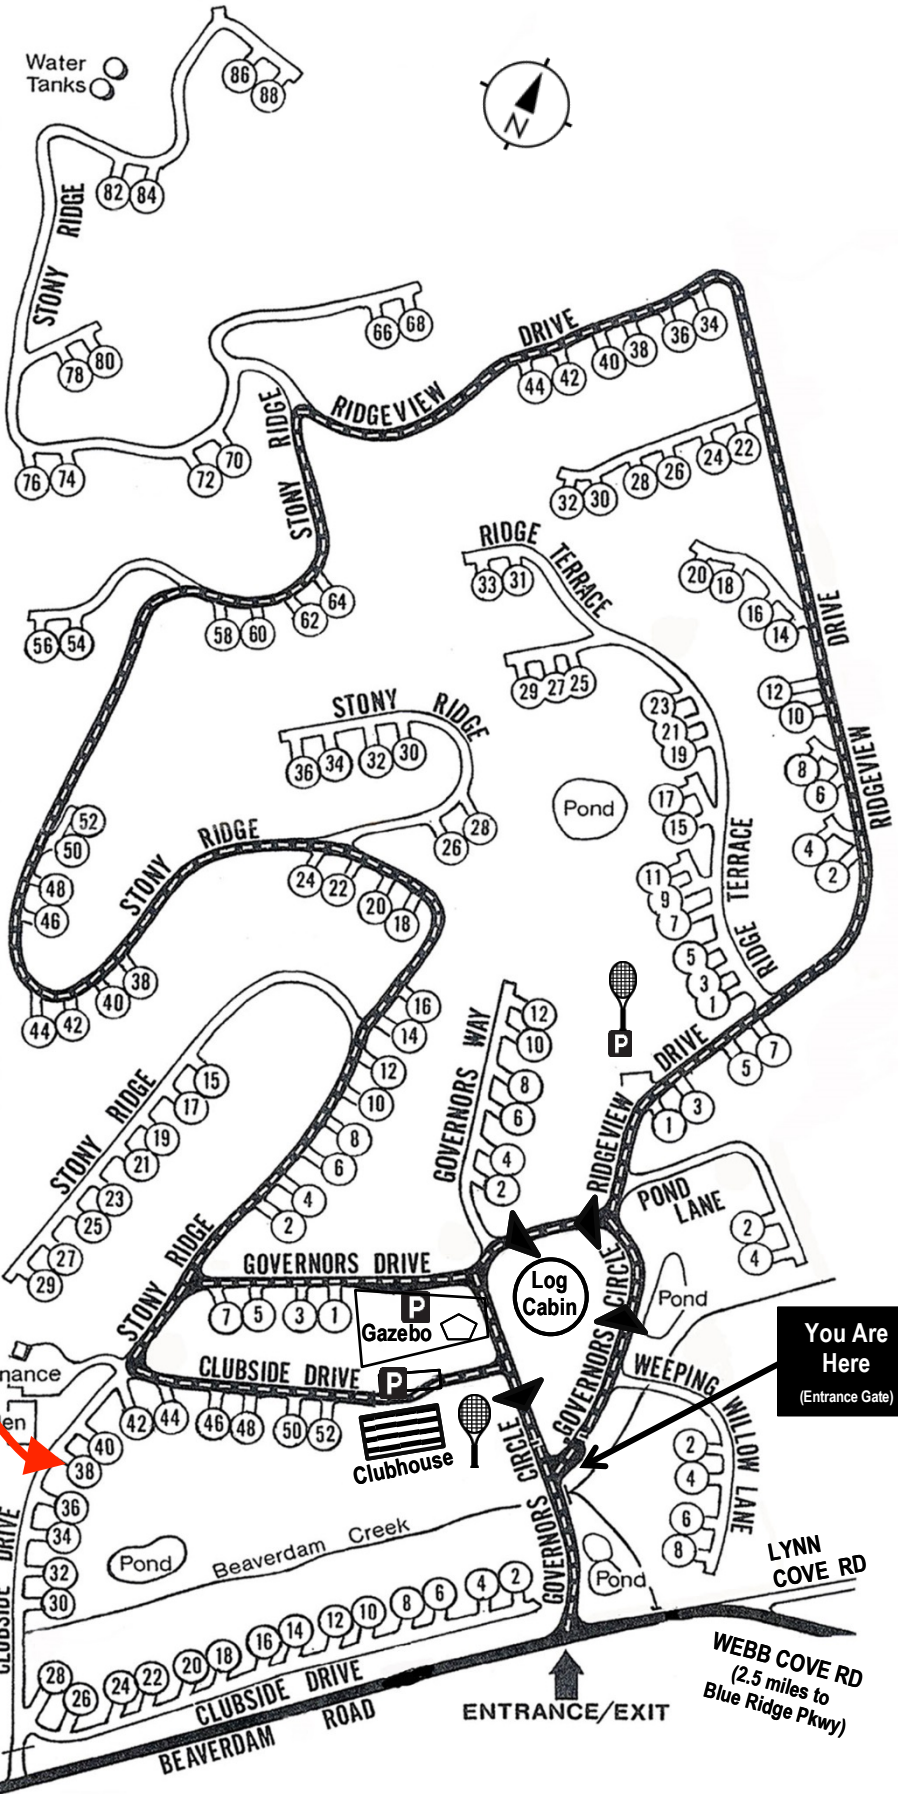 Water
Tanks
86
88
N
82
84
STONY RIDGE
66
68
78
80
RIDGEVIEW DRIVE
44
42
40
38
36
34
STONY RIDGE
76
74
72
70
32
30
28
26
24
22
RIDGE TERRACE
33
31
20
18
16
14
56
54
58
60
62
64
29
27
25
12
10
RIDGEVIEW DRIVE
STONY RIDGE
36
34
32
30
23
21
19
8
6
Pond
17
15
4
2
52
50
48
46
STONY RIDGE
28
26
24
22
20
18
11
9
7
RIDGE TERRACE
RIDGE
44
42
40
38
5
3
1
16
14
12
10
8
6
4
2
GOVERNORS WAY
12
10
8
6
4
2
P
RIDGEVIEW DRIVE
7
5
3
1
STONY RIDGE
15
17
19
21
23
25
27
29
POND
LANE
2
4
STONY RIDGE
GOVERNORS DRIVE
7
5
3
1
P
Gazebo
Log
Cabin
GOVERNORS CIRCLE
Pond
You Are
Here
(Entrance Gate)
nance
en
CLUBSIDE DRIVE
P
42
44
46
48
50
52
Clubhouse
WEEPING WILLOW LANE
2
4
6
8
40
38
36
34
32
30
GOVERNORS CIRCLE
Pond
Beaverdam Creek
Pond
LYNN
COVE RD
CLUBSIDE DRIVE
28
26
24
22
20
18
16
14
12
10
8
6
4
2
CLUBSIDE DRIVE
BEAVERDAM ROAD
ENTRANCE/EXIT
WEBB COVE RD
(2.5 miles to
Blue Ridge Pkwy)